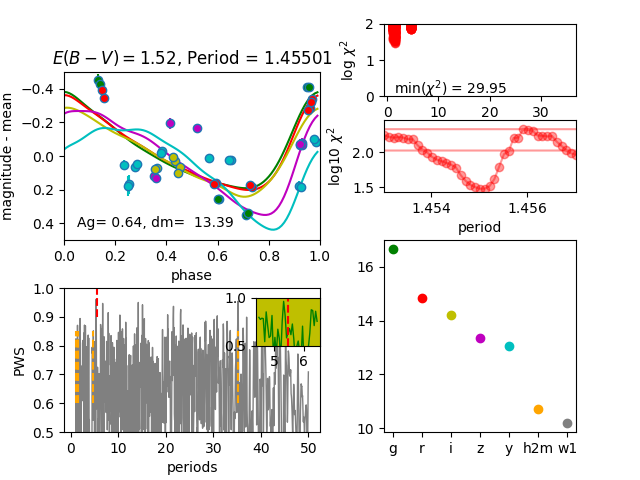 E(B − V) = 1.52, Period = 1.45501
magnitude - mean
−0.4
−0.2
0.0
0.2
0.4
Ag= 0.64, dm= 13.39
0.0 0.2 0.4 0.6 0.8 1.0
phase
log χ²
2
1
0
min(χ²) = 29.95
0 10 20 30
log10 χ²
2.0
1.5
1.454 1.456
period
PWS
1.0
0.9
0.8
0.7
0.6
0.5
1.0
0.5
5 6
0 10 20 30 40 50
periods
16
14
12
10
g r i z y h2m w1